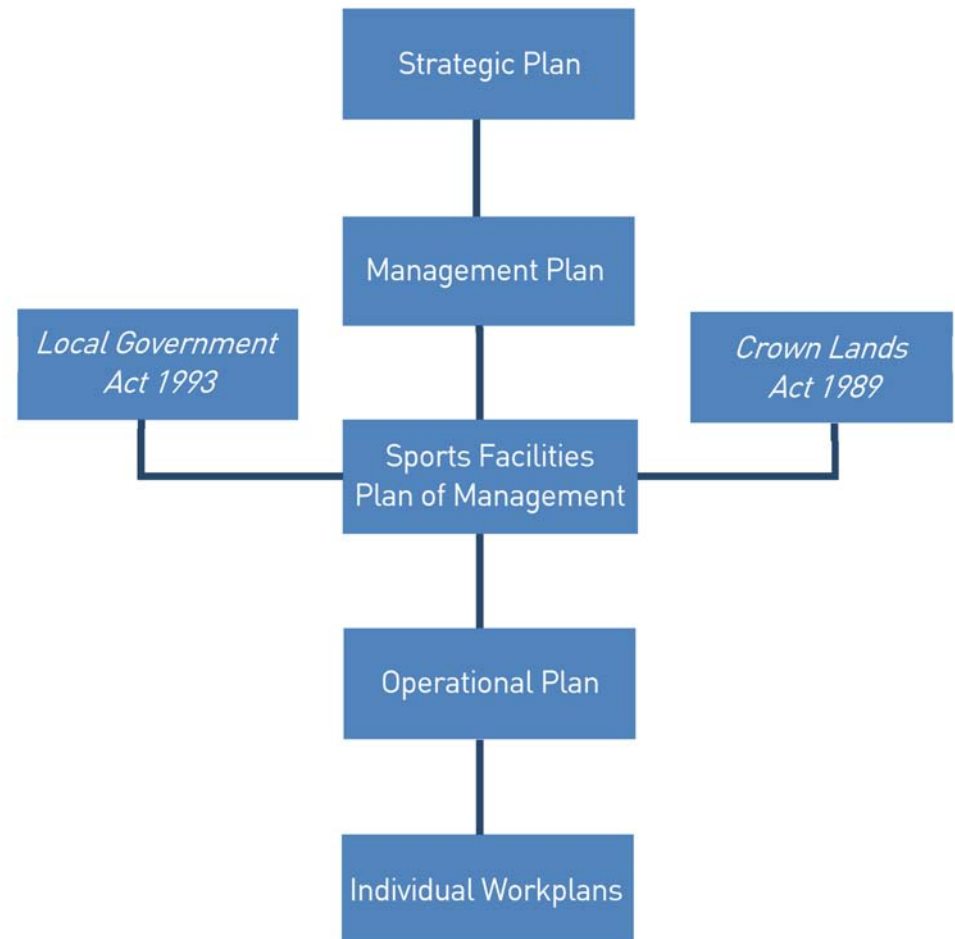 Strategic Plan
Management Plan
Local Government
Act 1993
Crown Lands
Act 1989
Sports Facilities
Plan of Management
Operational Plan
Individual Workplans